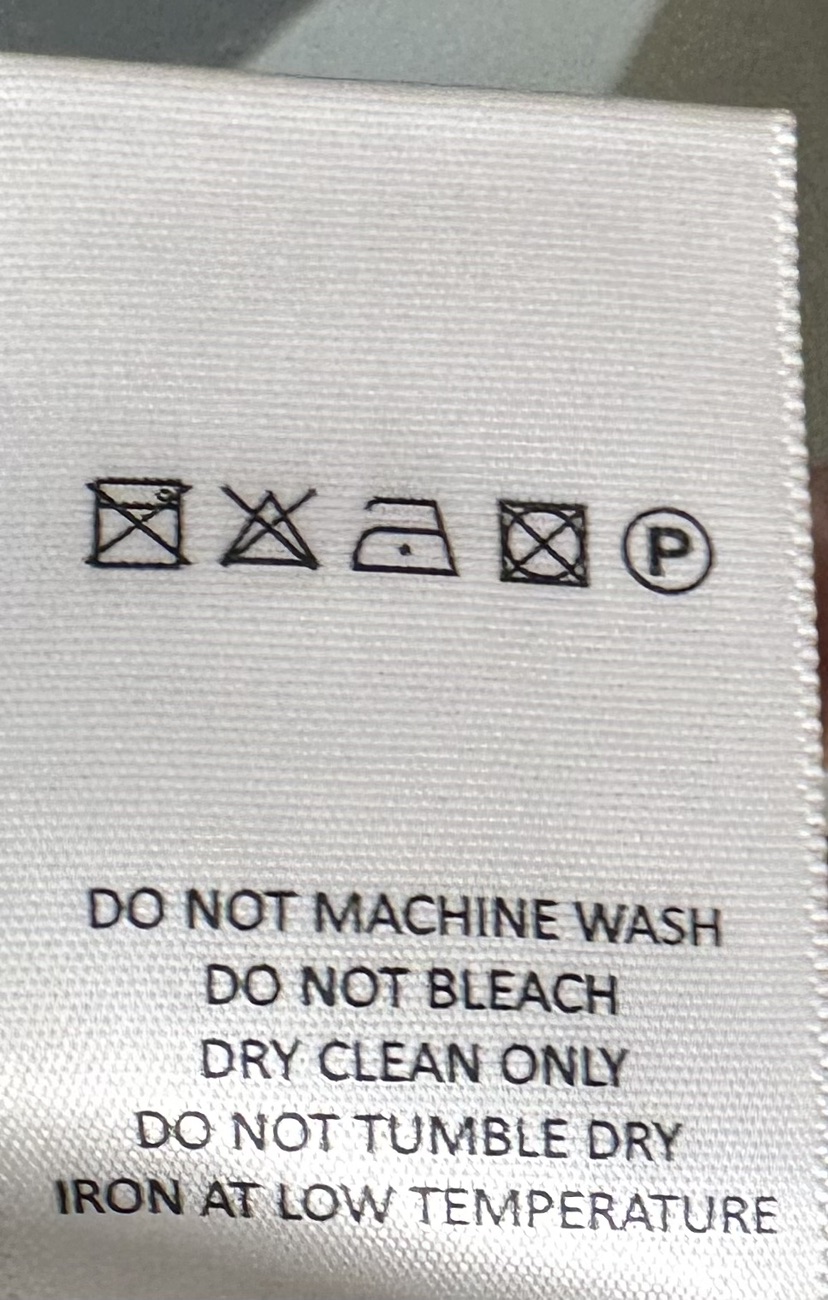 P
DO NOT MACHINE WASH
DO NOT BLEACH
DRY CLEAN ONLY
DO NOT TUMBLE DRY
IRON AT LOW TEMPERATURE